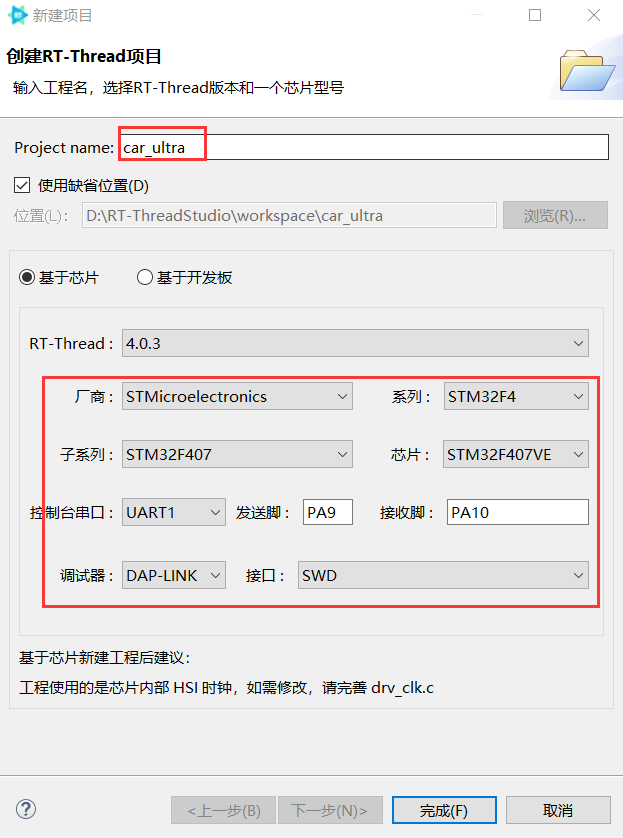 新建项目
创建RT-Thread项目
输入工程名，选择RT-Thread版本和一个芯片型号
Project name: car_ultra
使用缺省位置(D)
位置(L)： D:\RT-ThreadStudio\workspace\car_ultra 浏览(R)...
基于芯片 基于开发板
RT-Thread : 4.0.3
厂商： STMicroelectronics 系列： STM32F4
子系列： STM32F407 芯片： STM32F407VE
控制台串口： UART1 发送脚： PA9 接收脚： PA10
调试器： DAP-LINK 接口： SWD
基于芯片新建工程后建议：
工程使用的是芯片内部 HSI 时钟，如需修改，请完善 drv_clk.c
? <上一步(B) 下一步(N)> 完成(F) 取消